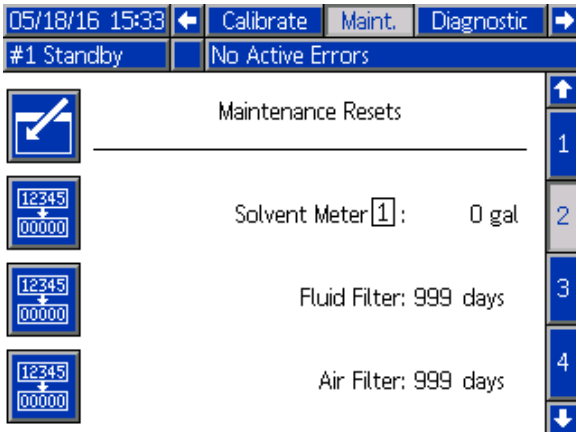 05/18/16 15:33 Calibrate Maint. Diagnostic
#1 Standby No Active Errors
Maintenance Resets
1
12345
00000
Solvent Meter 1 : 0 gal
2
12345
00000
Fluid Filter: 999 days
3
12345
00000
Air Filter: 999 days
4